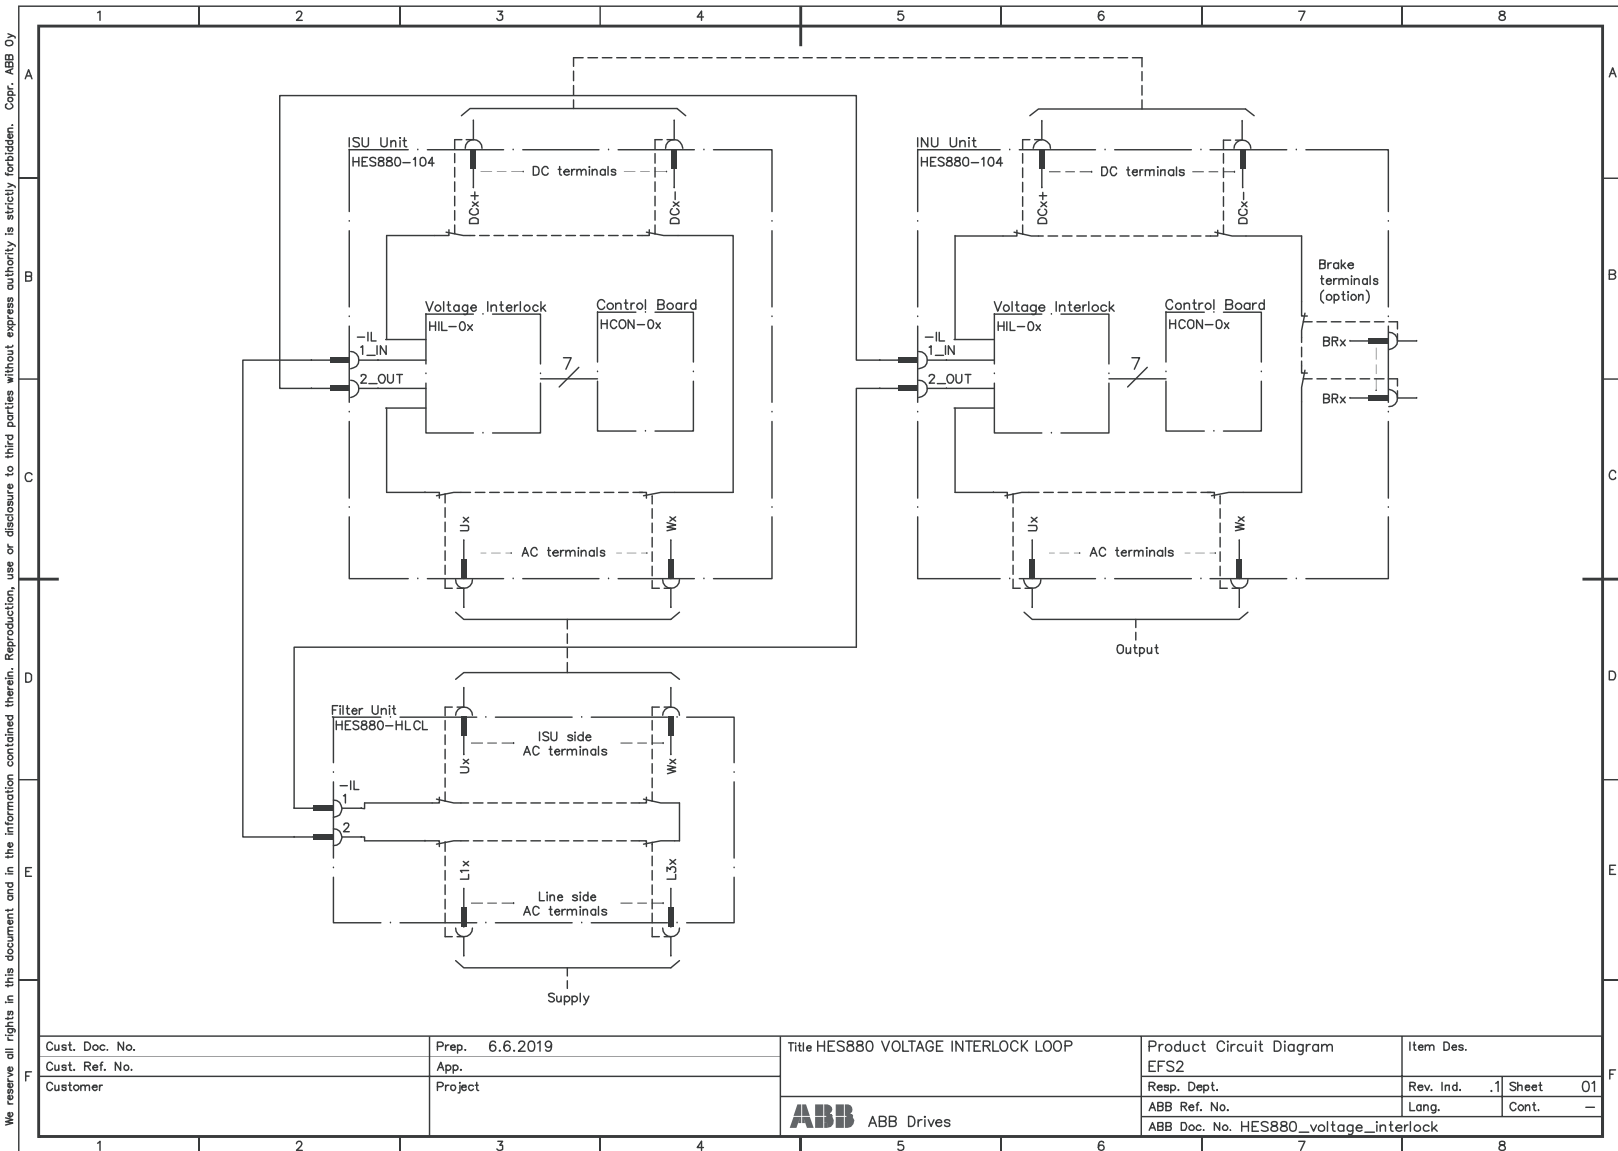 1 2 3 4 5 6 7 8
We reserve all rights in this document and in the information contained therein. Reproduction, use or disclosure to third parties without express authority is strictly forbidden. Copr. ABB Oy
A
A
B
B
C
C
D
D
E
E
F
F
ISU Unit
HES880-104
DC terminals
DCx+
DCx-
Voltage Interlock
HIL-0x
Control Board
HCON-0x
-IL
1_IN
2_OUT
7
Ux
Wx
AC terminals
INU Unit
HES880-104
DC terminals
DCx+
DCx-
Brake
terminals
(option)
Voltage Interlock
HIL-0x
Control Board
HCON-0x
-IL
1_IN
2_OUT
7
BRx
BRx
Ux
Wx
AC terminals
Output
Filter Unit
HES880-HLCL
ISU side
AC terminals
Ux
Wx
-IL
1
2
L1x
L3x
Line side
AC terminals
Supply
Cust. Doc. No.
Cust. Ref. No.
Customer
Prep. 6.6.2019
App.
Project
Title HES880 VOLTAGE INTERLOCK LOOP
ABB ABB Drives
Product Circuit Diagram
EFS2
Item Des.
Resp. Dept.
Rev. Ind. .1
Sheet 01
ABB Ref. No.
Lang.
Cont. -
ABB Doc. No. HES880_voltage_interlock
1 2 3 4 5 6 7 8